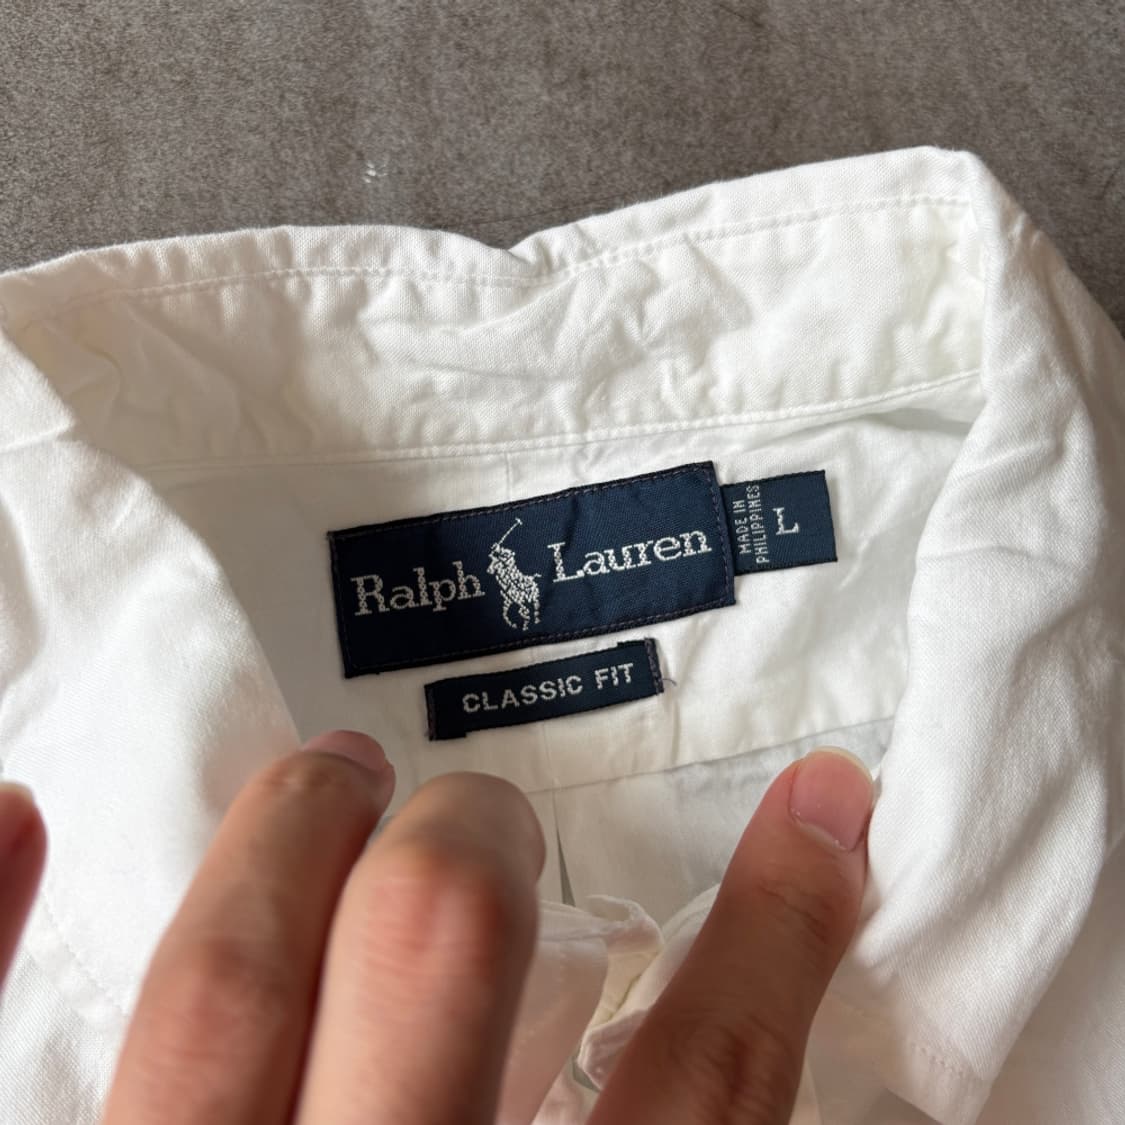 Ralph Lauren
MADE IN
PHILIPPINES
L
CLASSIC FIT